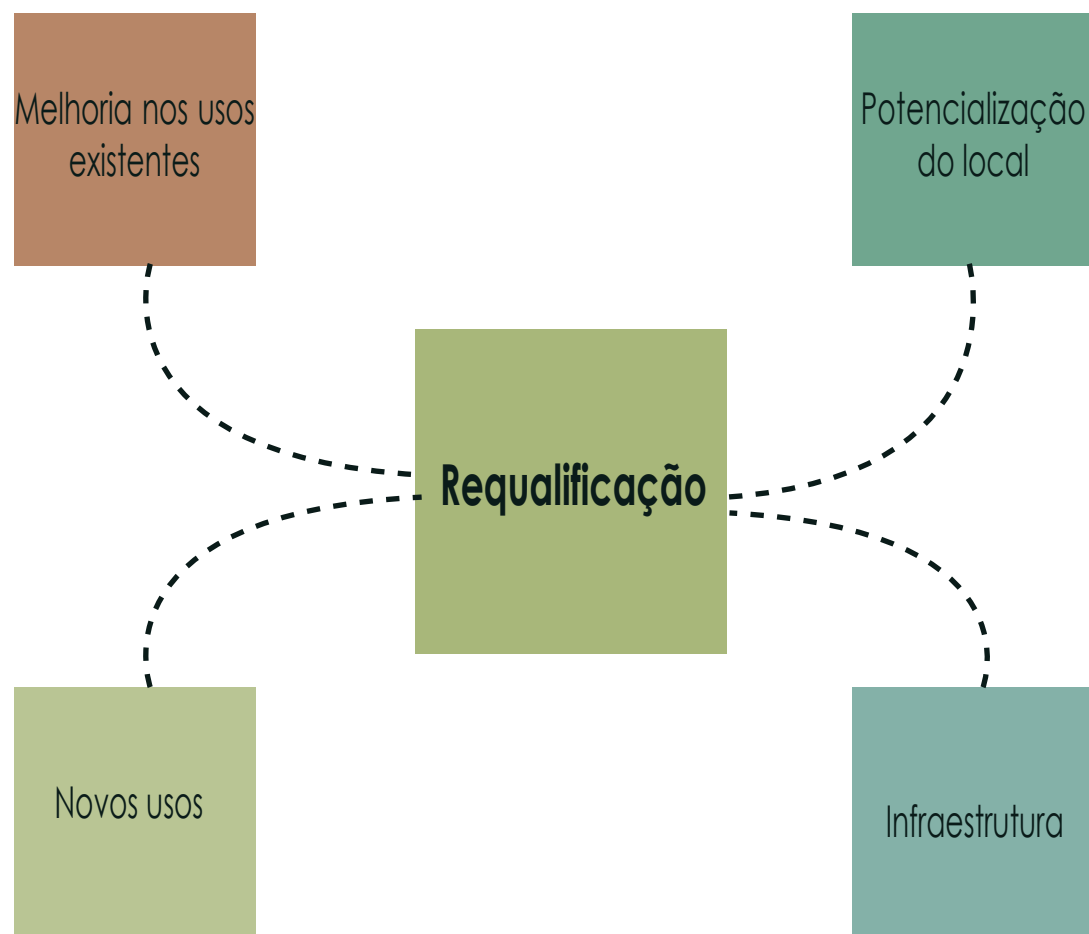 Melhoria nos usos
existentes
Potencialização
do local
Requalificação
Novos usos
Infraestrutura